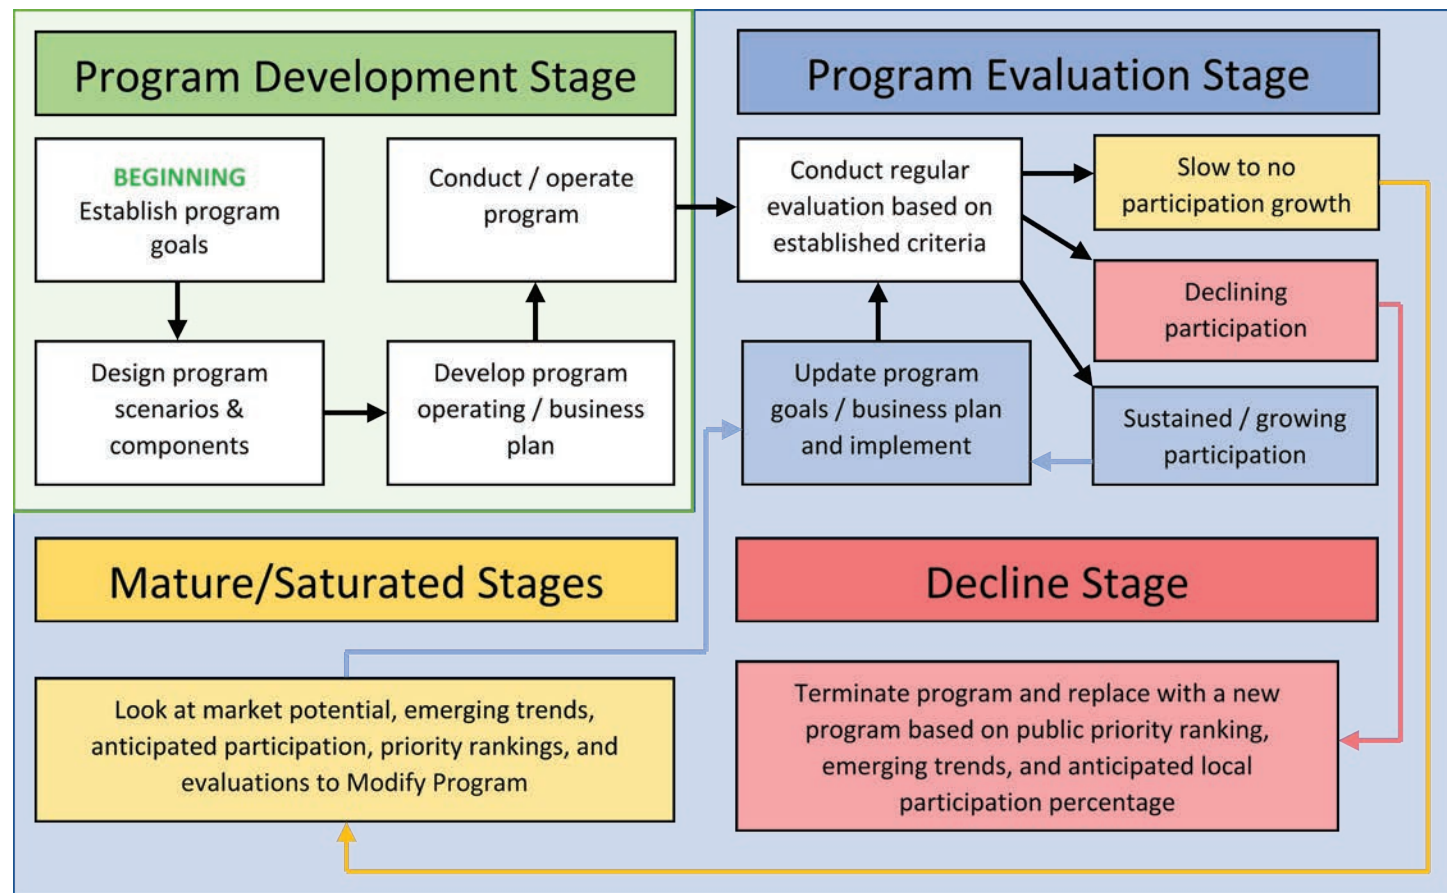 Program Development Stage
BEGINNING
Establish program
goals
Design program
scenarios &
components
Develop program
operating / business
plan
Conduct / operate
program
Program Evaluation Stage
Conduct regular
evaluation based on
established criteria
Slow to no
participation growth
Declining
participation
Sustained / growing
participation
Update program
goals / business plan
and implement
Mature/Saturated Stages
Look at market potential, emerging trends,
anticipated participation, priority rankings, and
evaluations to Modify Program
Decline Stage
Terminate program and replace with a new
program based on public priority ranking,
emerging trends, and anticipated local
participation percentage